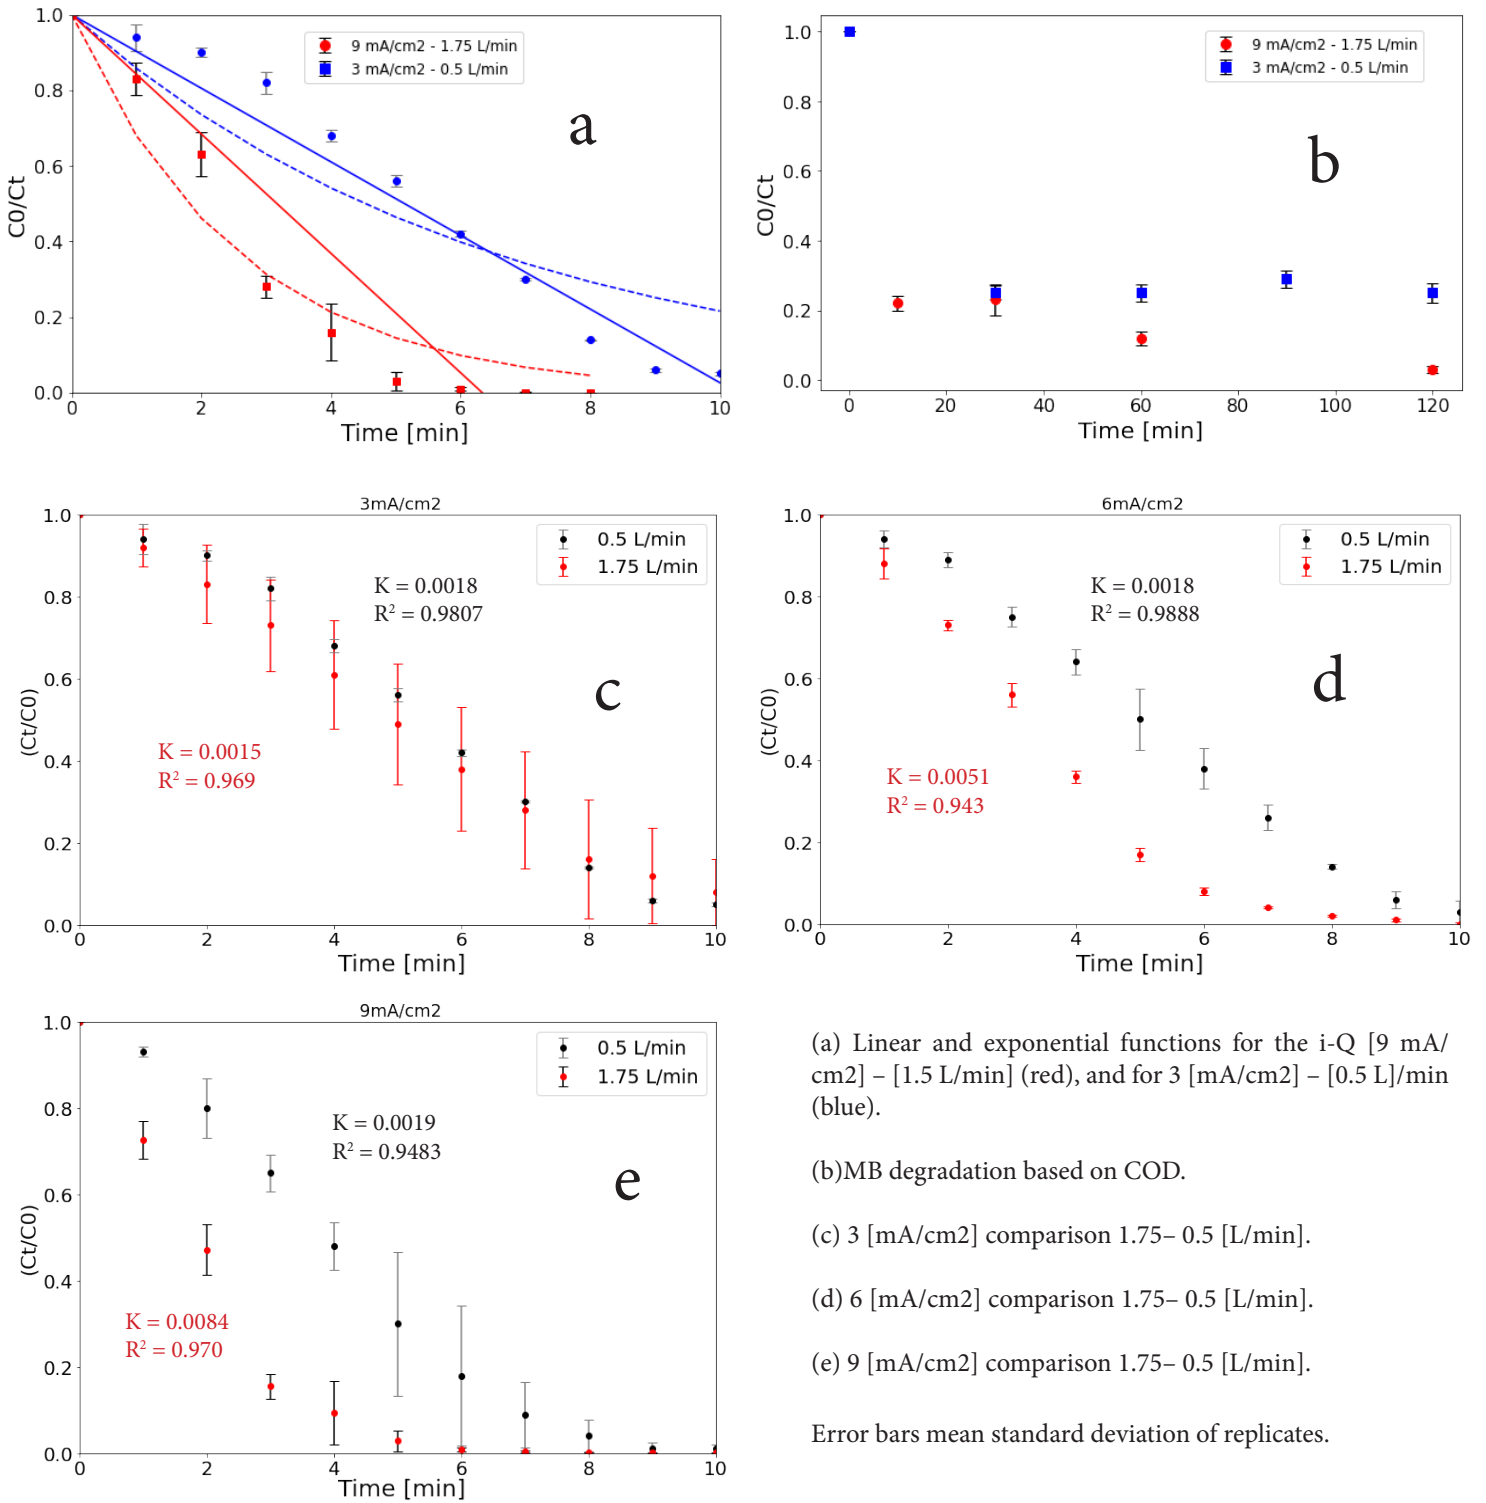 9 mA/cm2 - 1.75 L/min
3 mA/cm2 - 0.5 L/min
a
C0/Ct
1.0
0.8
0.6
0.4
0.2
0.0
0 2 4 6 8 10
Time [min]
9 mA/cm2 - 1.75 L/min
3 mA/cm2 - 0.5 L/min
b
C0/Ct
1.0
0.8
0.6
0.4
0.2
0.0
0 20 40 60 80 100 120
Time [min]
3mA/cm2
0.5 L/min
1.75 L/min
K = 0.0018
R² = 0.9807
c
K = 0.0015
R² = 0.969
(Ct/C0)
1.0
0.8
0.6
0.4
0.2
0.0
0 2 4 6 8 10
Time [min]
6mA/cm2
0.5 L/min
1.75 L/min
K = 0.0018
R² = 0.9888
d
K = 0.0051
R² = 0.943
(Ct/C0)
1.0
0.8
0.6
0.4
0.2
0.0
0 2 4 6 8 10
Time [min]
9mA/cm2
0.5 L/min
1.75 L/min
K = 0.0019
R² = 0.9483
e
K = 0.0084
R² = 0.970
(Ct/C0)
1.0
0.8
0.6
0.4
0.2
0.0
0 2 4 6 8 10
Time [min]
(a) Linear and exponential functions for the i-Q [9 mA/
cm2] – [1.5 L/min] (red), and for 3 [mA/cm2] – [0.5 L]/min
(blue).
(b)MB degradation based on COD.
(c) 3 [mA/cm2] comparison 1.75– 0.5 [L/min].
(d) 6 [mA/cm2] comparison 1.75– 0.5 [L/min].
(e) 9 [mA/cm2] comparison 1.75– 0.5 [L/min].
Error bars mean standard deviation of replicates.